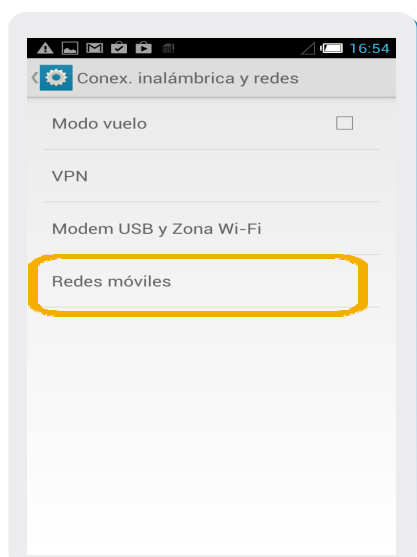 16:54
Conex. inalámbrica y redes
Modo vuelo
VPN
Modem USB y Zona Wi-Fi
Redes móviles